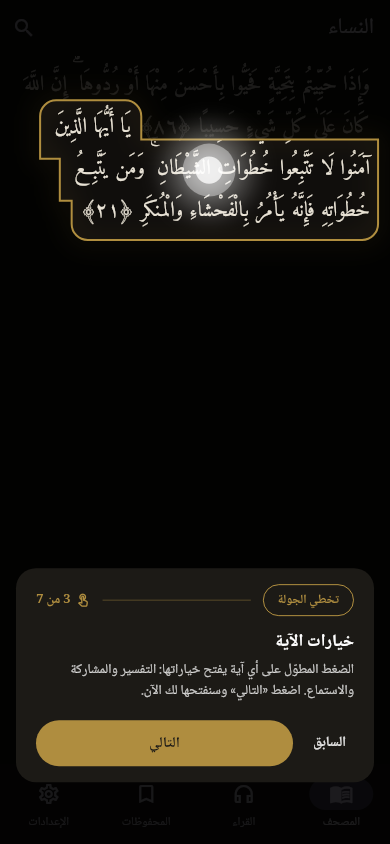 النساء
وَإِذَا حُيِّيتُم بِتَحِيَّةٍ فَحَيُّوا بِأَحْسَنَ مِنْهَا أَوْ رُدُّوهَا ۗ إِنَّ اللَّهَ
كَانَ عَلَىٰ كُلِّ شَيْءٍ حَسِيبًا ﴿٨٦﴾ يَا أَيُّهَا الَّذِينَ
آمَنُوا لَا تَتَّبِعُوا خُطُوَاتِ الشَّيْطَانِ ۚ وَمَن يَتَّبِعْ
خُطُوَاتِهِ فَإِنَّهُ يَأْمُرُ بِالْفَحْشَاءِ وَالْمُنكَرِ ﴿٢١﴾
تخطي الجولة
3 من 7
خيارات الآية
الضغط المطوّل على أي آية يفتح خياراتها: التفسير والمشاركة
والاستماع. اضغط «التالي» وسنفتحها لك الآن.
السابق
التالي
المصحف
القراء
المحفوظات
الإعدادات